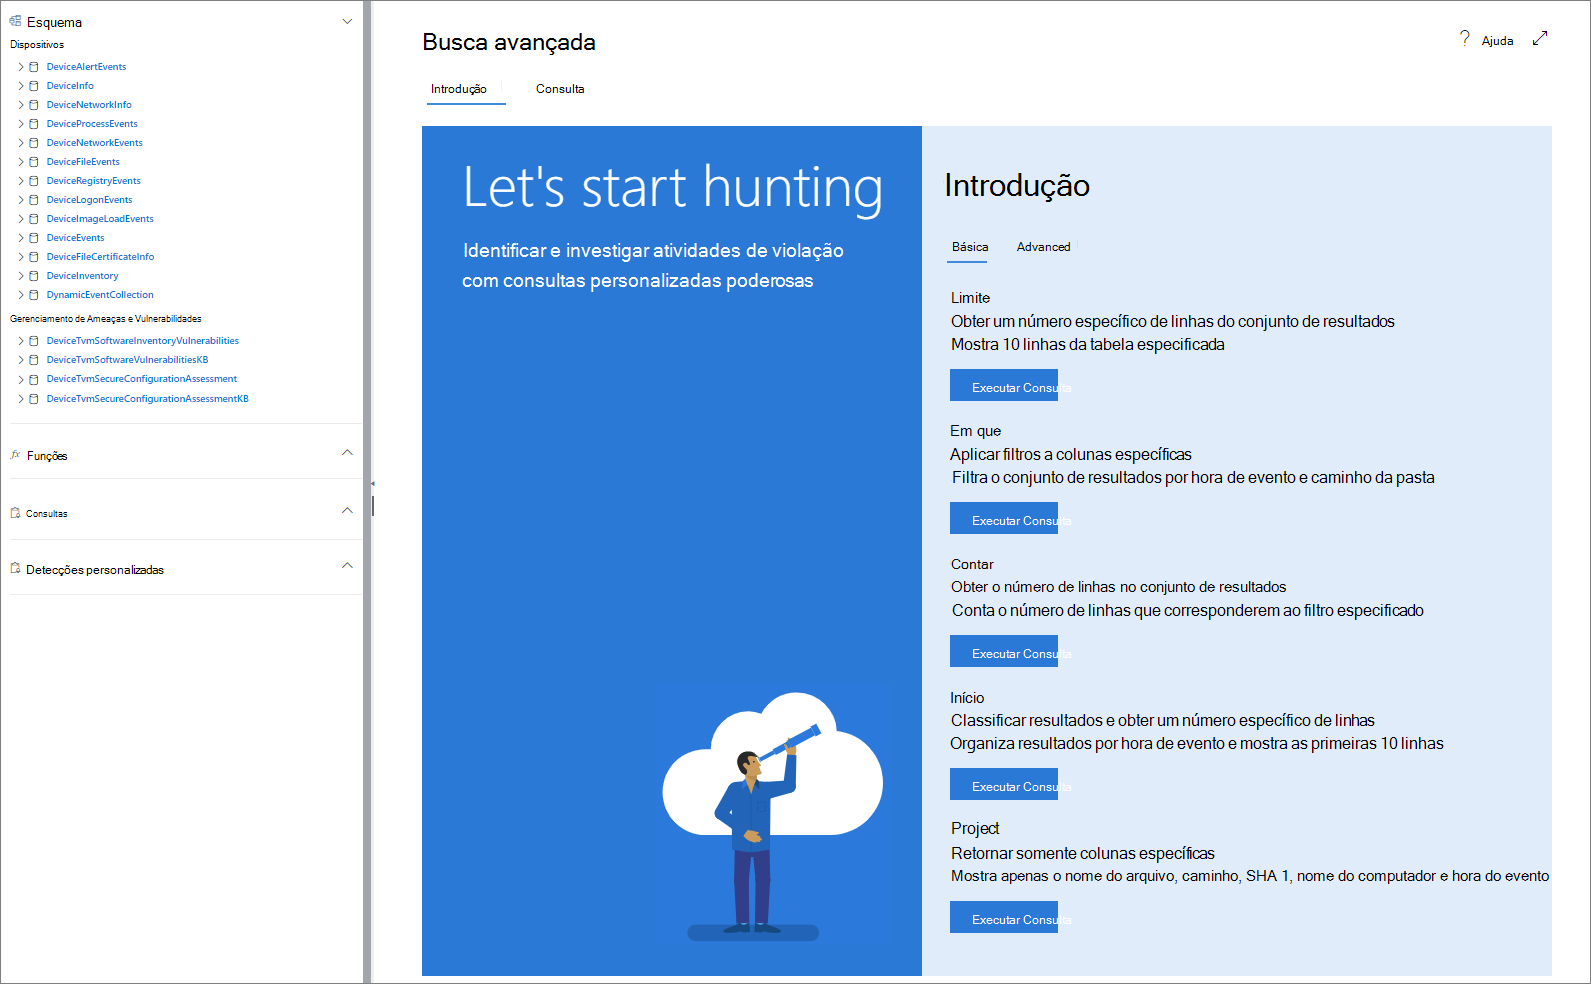 Esquema
Dispositivos
DeviceAlertEvents
DeviceInfo
DeviceNetworkInfo
DeviceProcessEvents
DeviceNetworkEvents
DeviceFileEvents
DeviceRegistryEvents
DeviceLogonEvents
DeviceImageLoadEvents
DeviceEvents
DeviceFileCertificateInfo
DeviceInventory
DynamicEventCollection
Gerenciamento de Ameaças e Vulnerabilidades
DeviceTvmSoftwareInventoryVulnerabilities
DeviceTvmSoftwareVulnerabilitiesKB
DeviceTvmSecureConfigurationAssessment
DeviceTvmSecureConfigurationAssessmentKB
fx Funções
Consultas
Detecções personalizadas
Busca avançada
? Ajuda
Introdução Consulta
Let's start hunting
Identificar e investigar atividades de violação
com consultas personalizadas poderosas
Introdução
Básica Advanced
Limite
Obter um número específico de linhas do conjunto de resultados
Mostra 10 linhas da tabela especificada
Executar Consulta
Em que
Aplicar filtros a colunas específicas
Filtra o conjunto de resultados por hora de evento e caminho da pasta
Executar Consulta
Contar
Obter o número de linhas no conjunto de resultados
Conta o número de linhas que corresponderem ao filtro especificado
Executar Consulta
Início
Classificar resultados e obter um número específico de linhas
Organiza resultados por hora de evento e mostra as primeiras 10 linhas
Executar Consulta
Project
Retornar somente colunas específicas
Mostra apenas o nome do arquivo, caminho, SHA 1, nome do computador e hora do evento
Executar Consulta